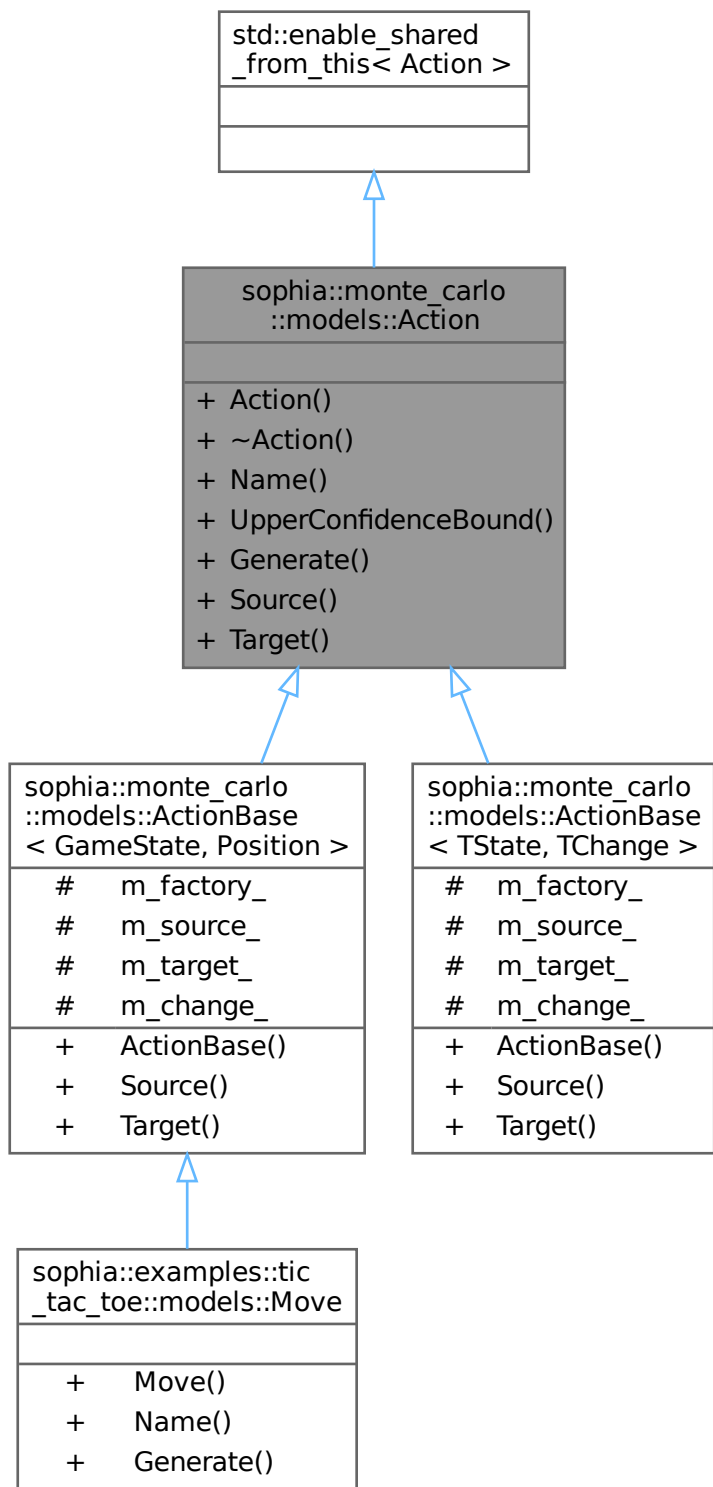 std::enable_shared
_from_this< Action >
sophia::monte_carlo
::models::Action
+ Action()
+ ~Action()
+ Name()
+ UpperConfidenceBound()
+ Generate()
+ Source()
+ Target()
sophia::monte_carlo
::models::ActionBase
< GameState, Position >
# m_factory_
# m_source_
# m_target_
# m_change_
+ ActionBase()
+ Source()
+ Target()
sophia::monte_carlo
::models::ActionBase
< TState, TChange >
# m_factory_
# m_source_
# m_target_
# m_change_
+ ActionBase()
+ Source()
+ Target()
sophia::examples::tic
_tac_toe::models::Move
+ Move()
+ Name()
+ Generate()